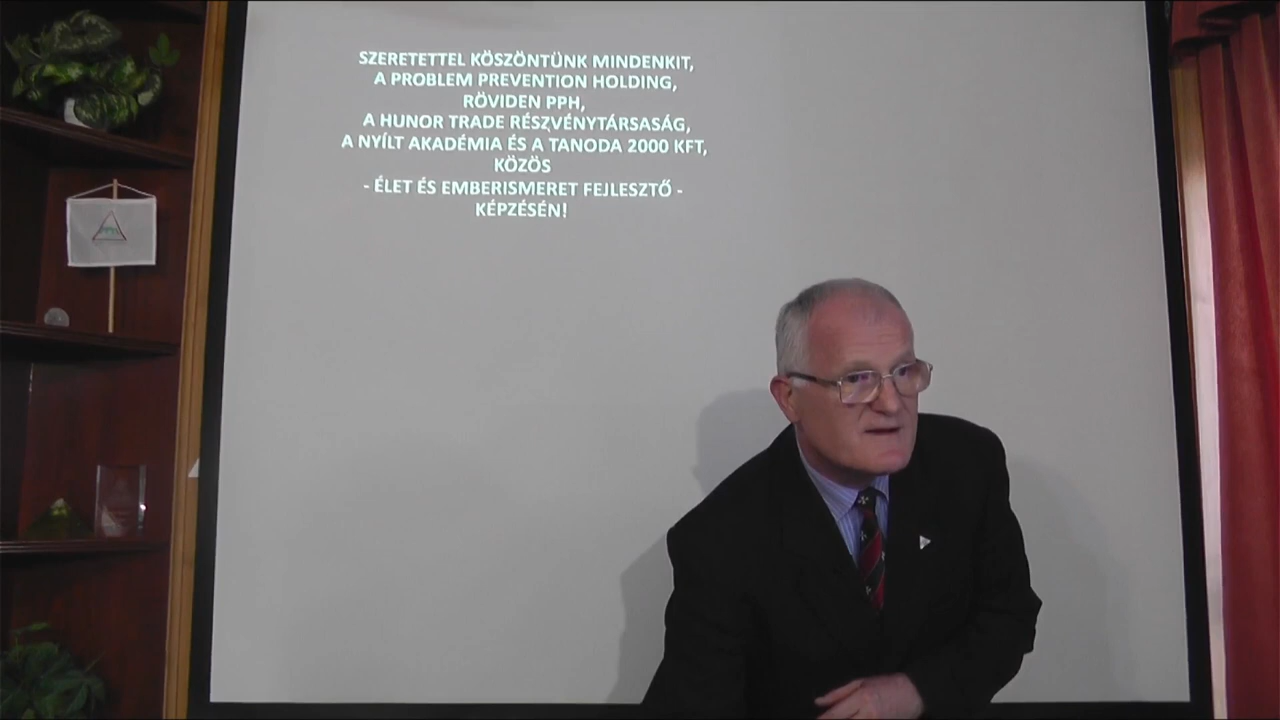 SZERETETTEL KÖSZÖNTÜNK MINDENKIT,
A PROBLEM PREVENTION HOLDING,
RÖVIDEN PPH,
A HUNOR TRADE RÉSZVÉNYTÁRSASÁG,
A NYÍLT AKADÉMIA ÉS A TANODA 2000 KFT,
KÖZÖS
- ÉLET ÉS EMBERISMERET FEJLESZTŐ -
KÉPZÉSÉN!